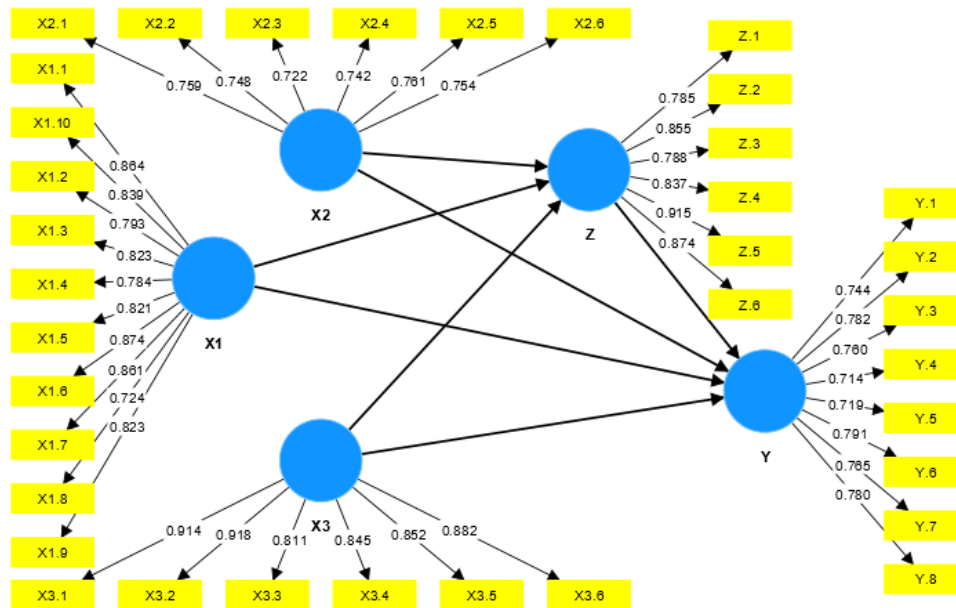 X2.1 X2.2 X2.3 X2.4 X2.5 X2.6
0.759 0.748 0.722 0.742 0.761 0.754
X2
X1.1
X1.10
X1.2
X1.3
X1.4
X1.5
X1.6
X1.7
X1.8
X1.9
0.864
0.839
0.793
0.823
0.784
0.821
0.874
0.861
0.724
0.823
X1
Z.1
Z.2
Z.3
Z.4
Z.5
Z.6
0.785
0.855
0.788
0.837
0.915
0.874
Z
Y.1
Y.2
Y.3
Y.4
Y.5
Y.6
Y.7
Y.8
0.744
0.782
0.760
0.714
0.719
0.791
0.765
0.780
Y
X3
0.914 0.918 0.811 0.845 0.852 0.882
X3.1 X3.2 X3.3 X3.4 X3.5 X3.6